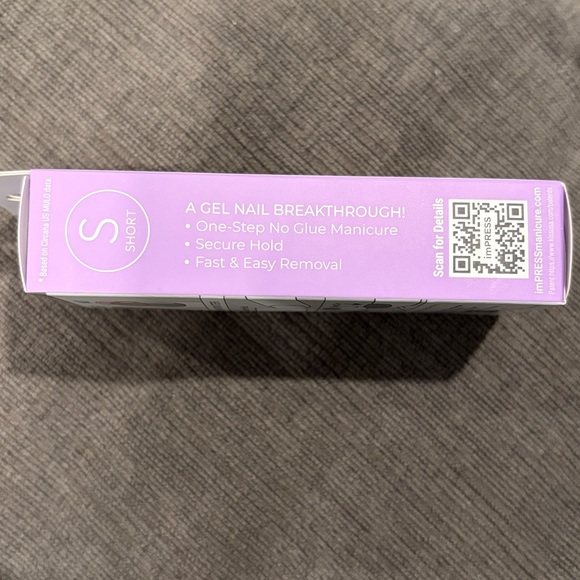 * Based on Circana US MULO data.
S
SHORT
A GEL NAIL BREAKTHROUGH!
• One-Step No Glue Manicure
• Secure Hold
• Fast & Easy Removal
Scan for Details
imPRESS
imPRESSmanicure.com